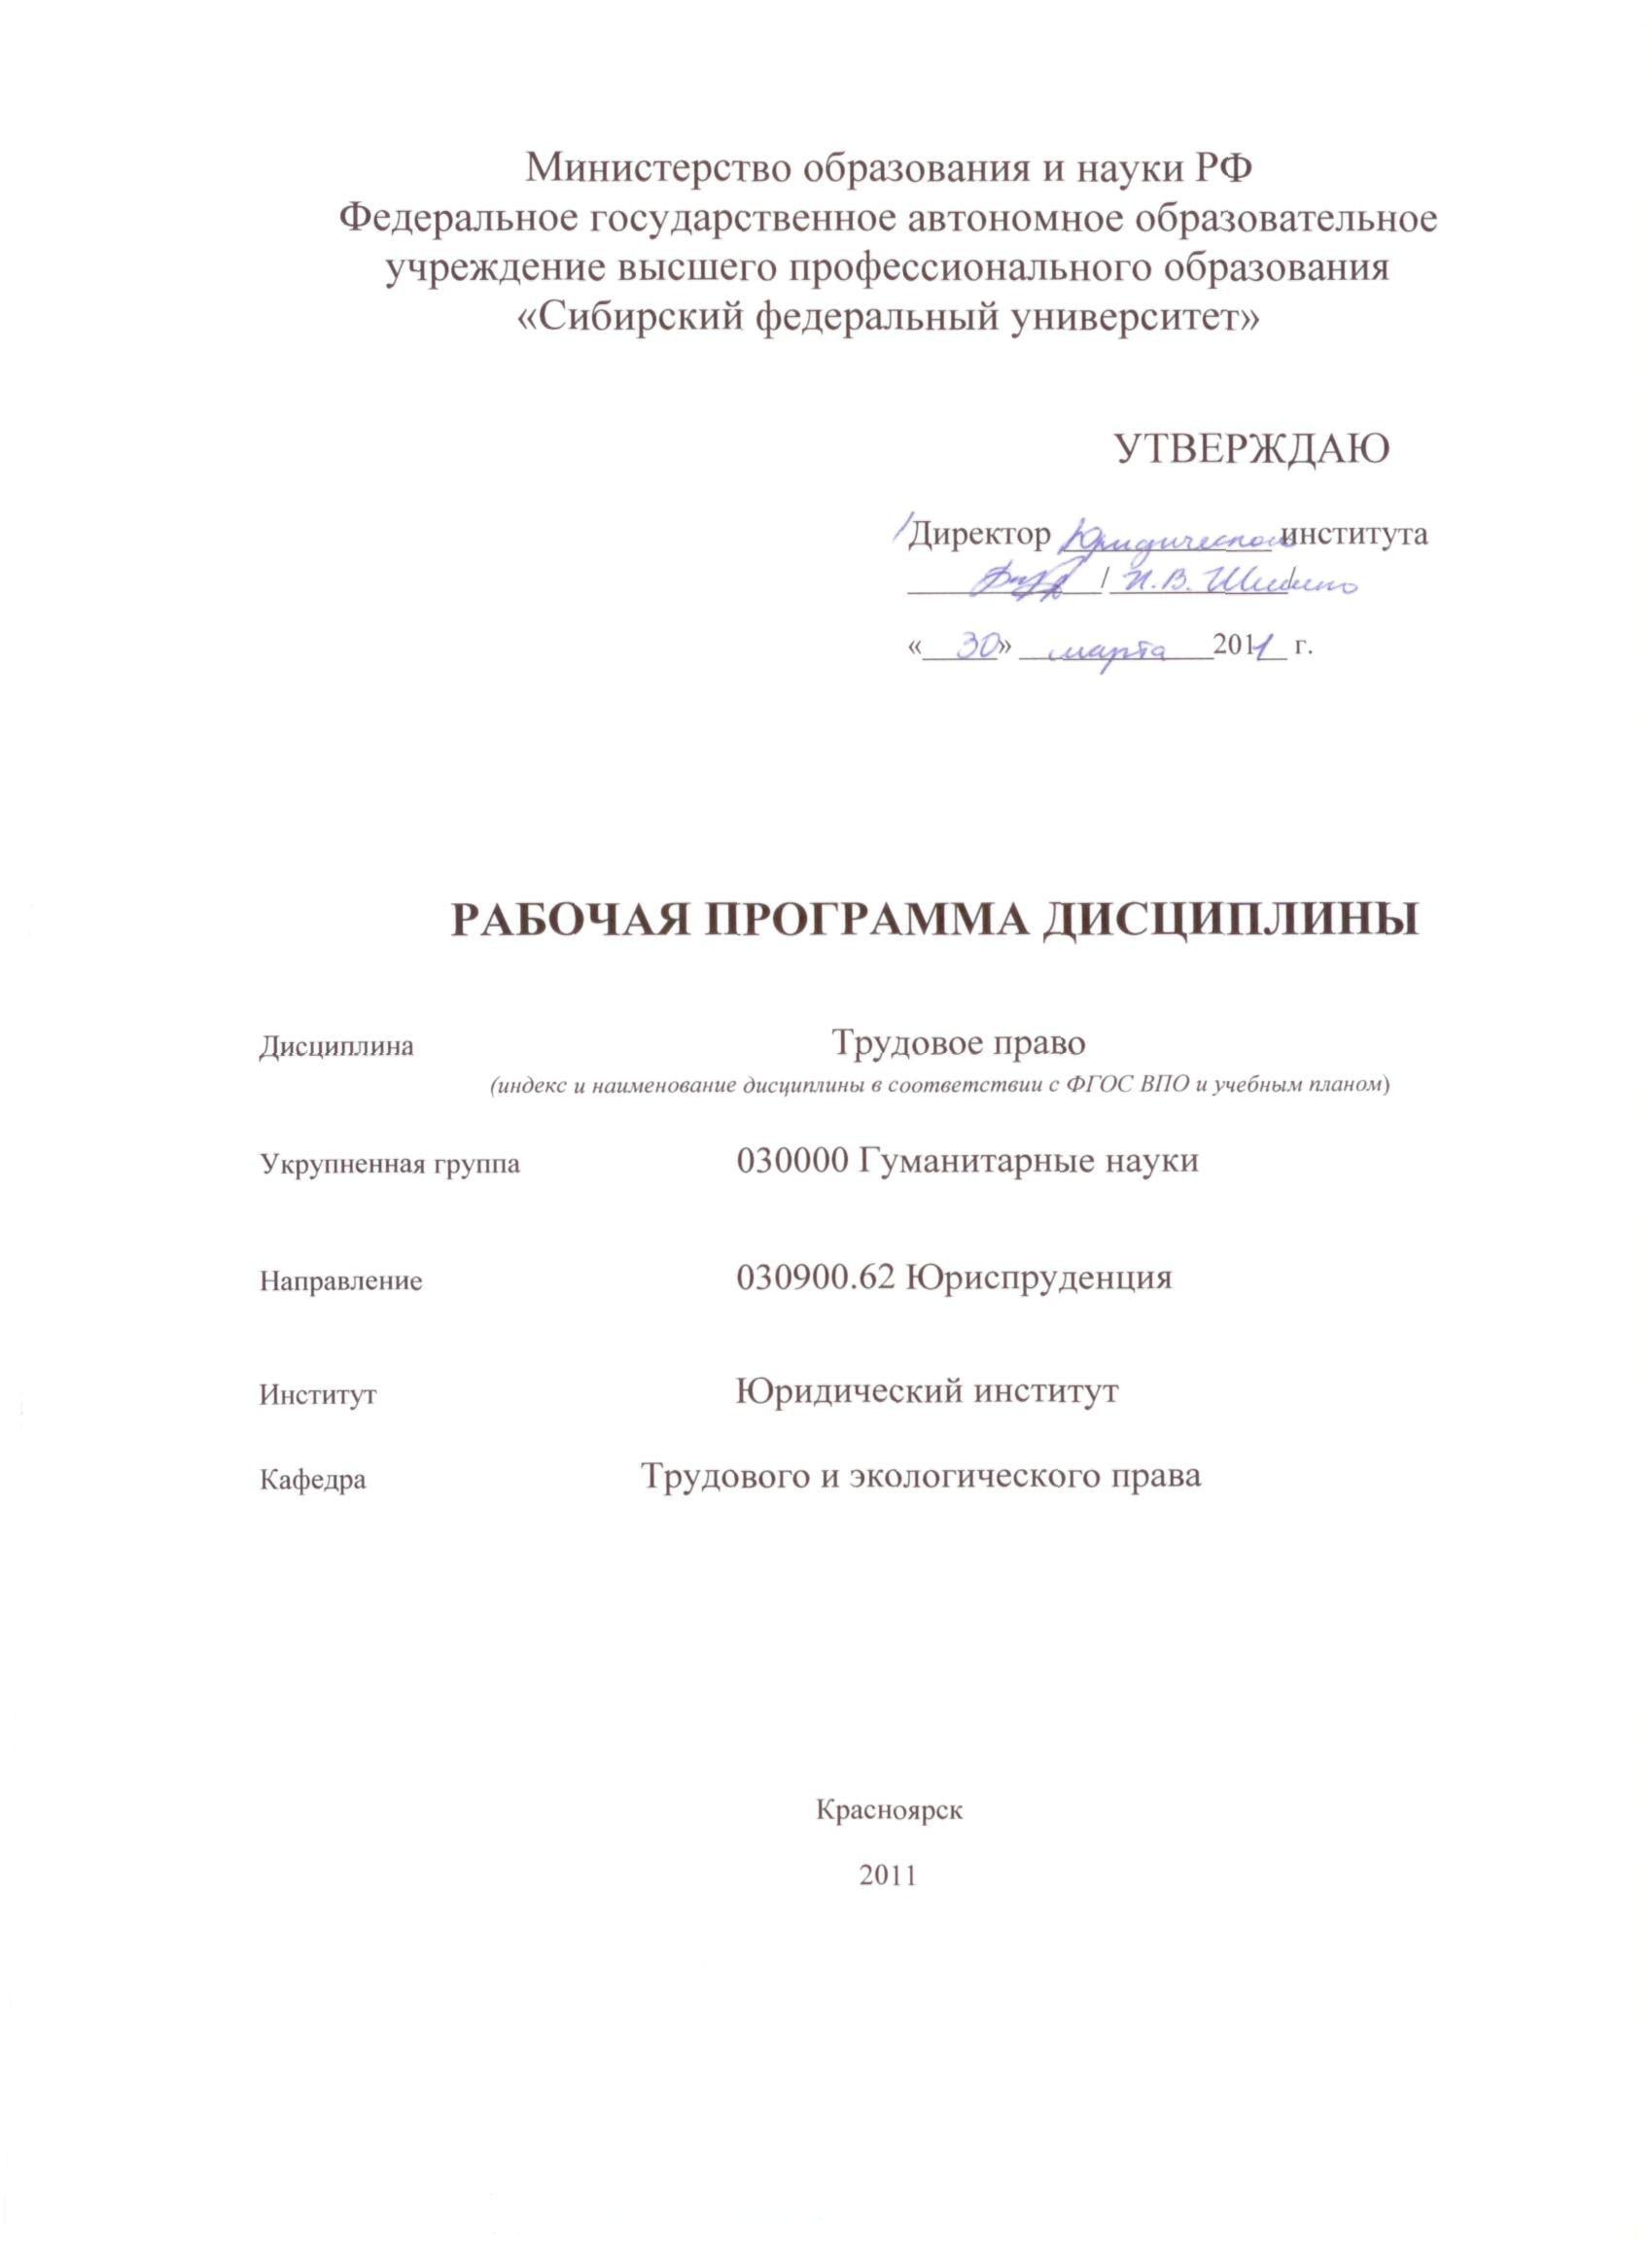 Министерство образования и науки РФ
Федеральное государственное автономное образовательное
учреждение высшего профессионального образования
«Сибирский федеральный университет»
УТВЕРЖДАЮ
Директор Юридического института
/ И.В. /
«30» марта 2011 г.
РАБОЧАЯ ПРОГРАММА ДИСЦИПЛИНЫ
Дисциплина Трудовое право
(индекс и наименование дисциплины в соответствии с ФГОС ВПО и учебным планом)
Укрупненная группа 030000 Гуманитарные науки
Направление 030900.62 Юриспруденция
Институт Юридический институт
Кафедра Трудового и экологического права
Красноярск
2011